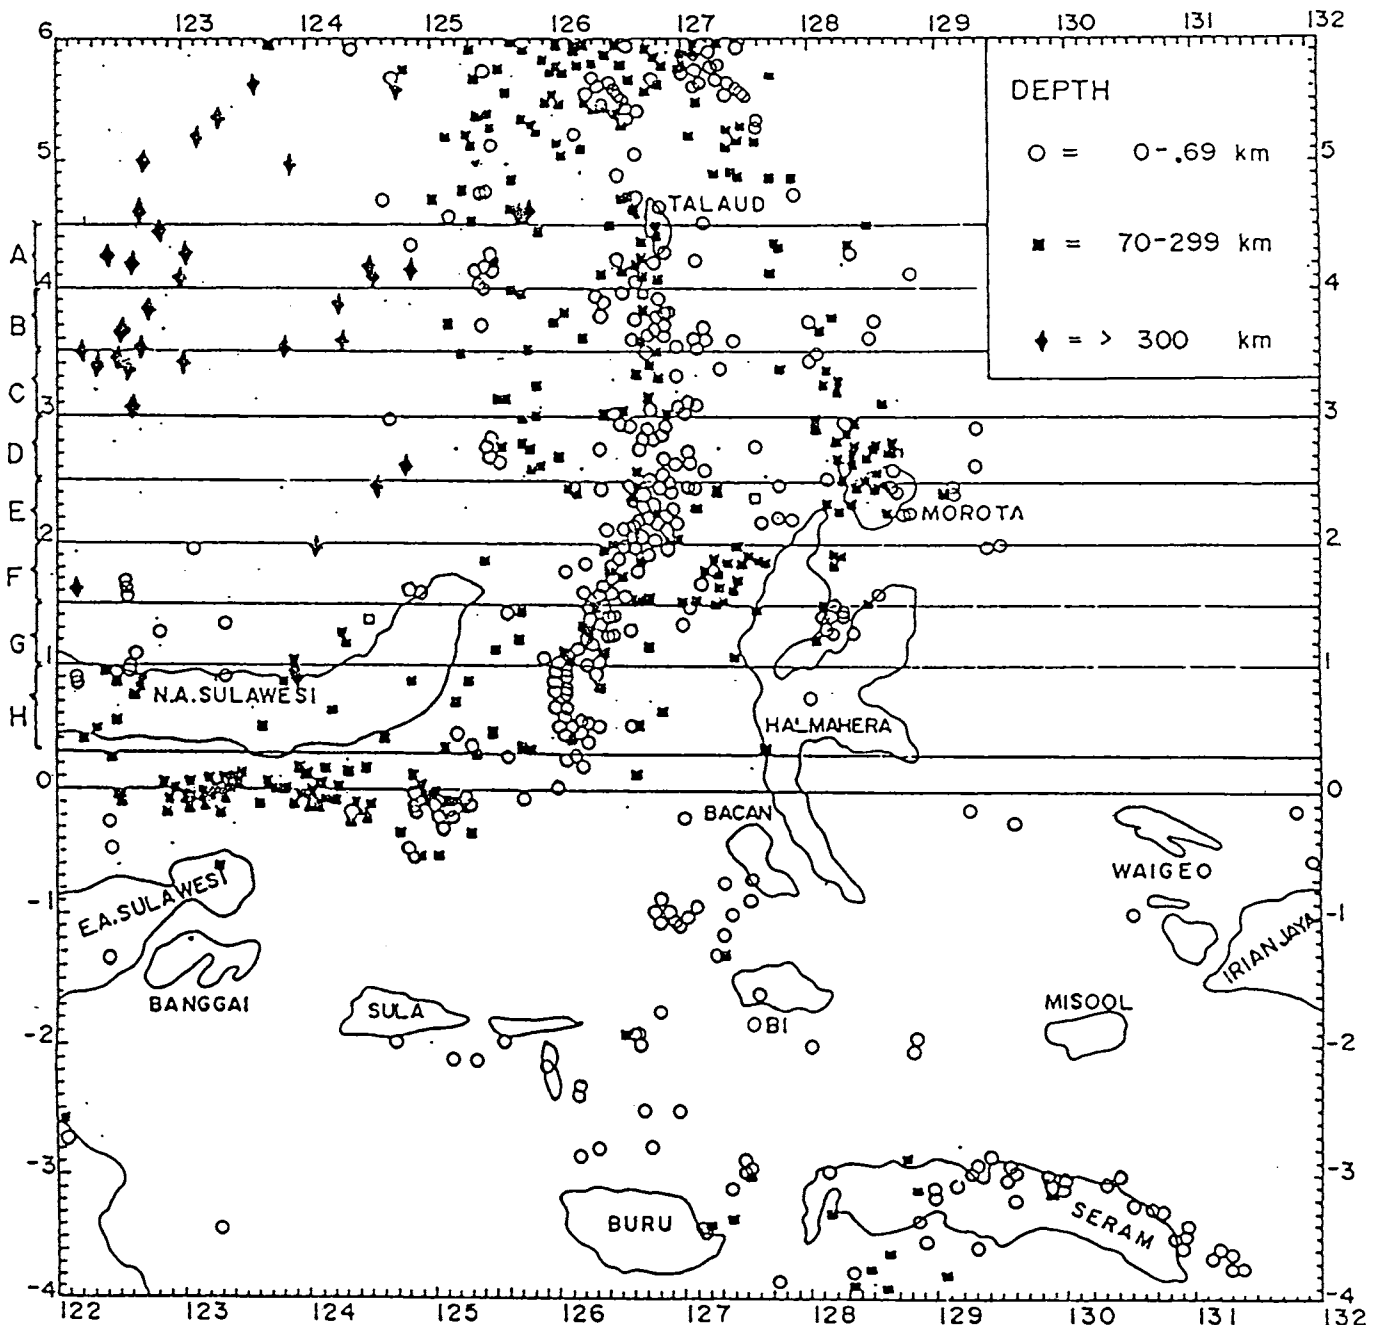 123 124 125 126 127 128 129 130 131 132
6
DEPTH
○ = 0-.69 km
5 5
✖ = 70-299 km
TALAUD
A
4 4
B
♦ = > 300 km
C
3 3
D
E
MOROTA
2 2
F
G
1 1
N.A.SULAWESI
H
HALMAHERA
0 0
BACAN
WAIGEO
E.A.SULAWESI
-1 -1
IRIAN JAYA
BANGGAI
SULA
OBI
MISOOL
-2 -2
-3 -3
BURU
SERAM
-4 -4
122 123 124 125 126 127 128 129 130 131 132